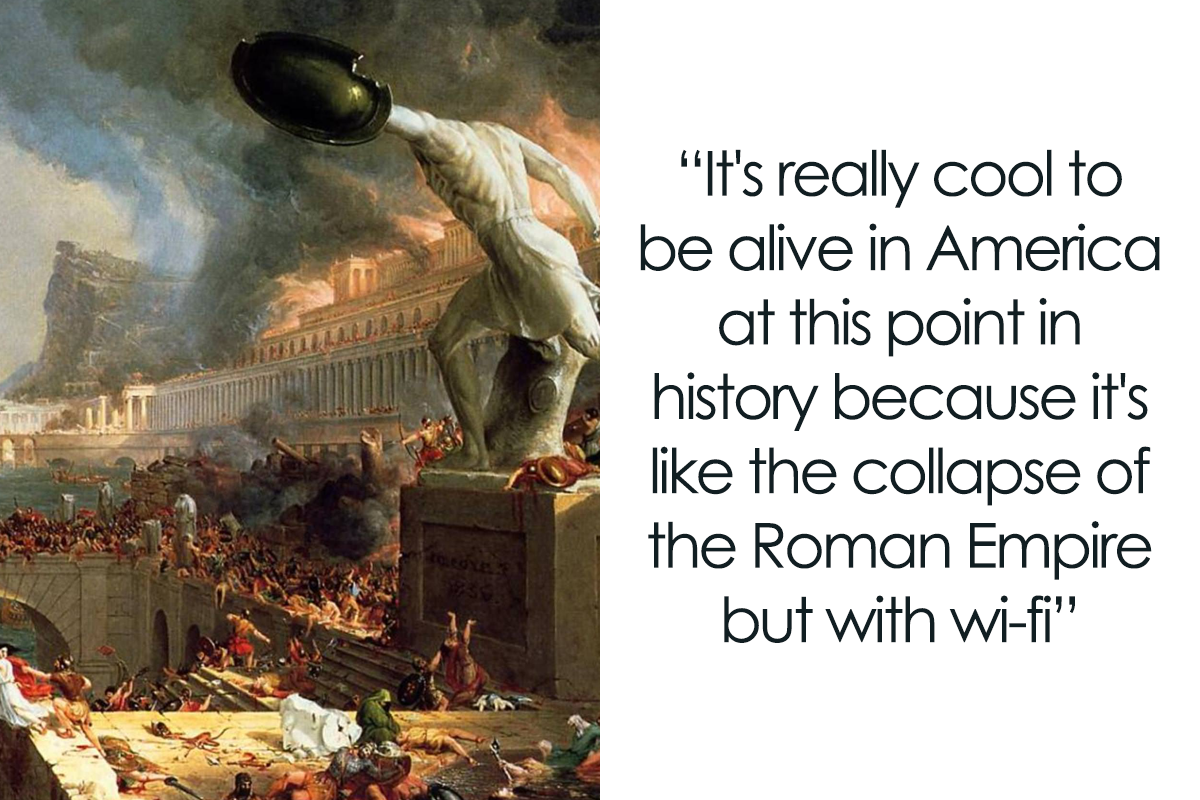 “It's really cool to
be alive in America
at this point in
history because it's
like the collapse of
the Roman Empire
but with wi-fi”